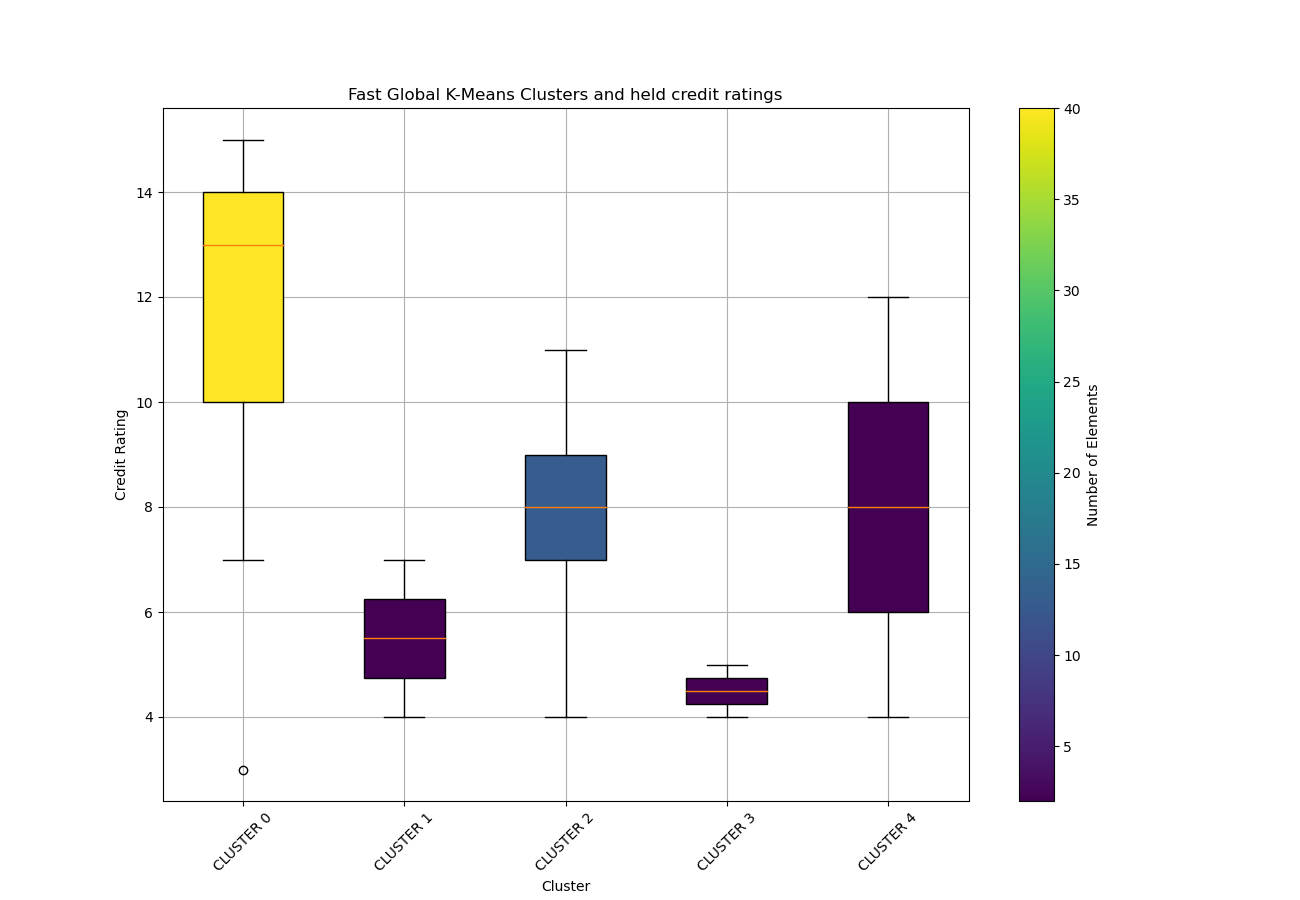 Fast Global K-Means Clusters and held credit ratings
14
12
10
8
6
4
Credit Rating
CLUSTER 0
CLUSTER 1
CLUSTER 2
CLUSTER 3
CLUSTER 4
Cluster
40
35
30
25
20
15
10
5
Number of Elements